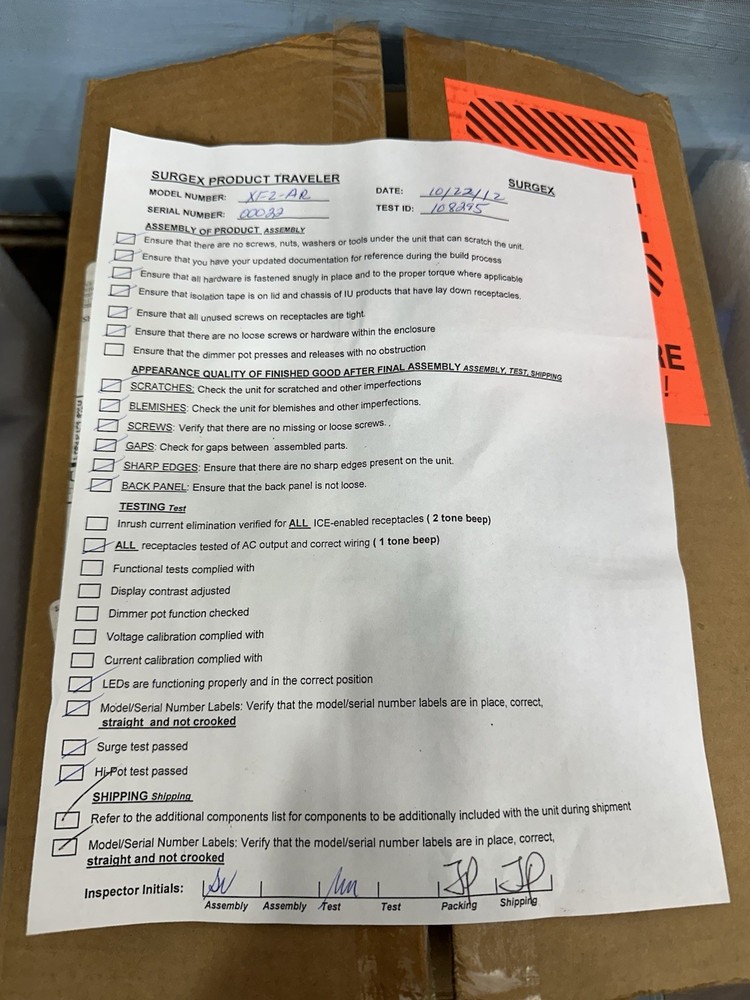 SURGEX PRODUCT TRAVELER
SURGEX
MODEL NUMBER: XF2-AR
DATE: 10/22/12
SERIAL NUMBER: 00022
TEST ID: 108295
ASSEMBLY OF PRODUCT ASSEMBLY
Ensure that there are no screws, nuts, washers or tools under the unit that can scratch the unit.
Ensure that you have your updated documentation for reference during the build process
Ensure that all hardware is fastened snugly in place and to the proper torque where applicable
Ensure that isolation tape is on lid and chassis of IU products that have lay down receptacles.
Ensure that all unused screws on receptacles are tight.
Ensure that there are no loose screws or hardware within the enclosure
Ensure that the dimmer pot presses and releases with no obstruction
APPEARANCE QUALITY OF FINISHED GOOD AFTER FINAL ASSEMBLY ASSEMBLY, TEST, SHIPPING
SCRATCHES: Check the unit for scratched and other imperfections
BLEMISHES: Check the unit for blemishes and other imperfections.
SCREWS: Verify that there are no missing or loose screws. .
GAPS: Check for gaps between assembled parts.
SHARP EDGES: Ensure that there are no sharp edges present on the unit.
BACK PANEL: Ensure that the back panel is not loose.
TESTING Test
Inrush current elimination verified for ALL ICE-enabled receptacles ( 2 tone beep)
ALL receptacles tested of AC output and correct wiring ( 1 tone beep)
Functional tests complied with
Display contrast adjusted
Dimmer pot function checked
Voltage calibration complied with
Current calibration complied with
LEDs are functioning properly and in the correct position
Model/Serial Number Labels: Verify that the model/serial number labels are in place, correct,
straight and not crooked
Surge test passed
Hi-Pot test passed
SHIPPING Shipping
Refer to the additional components list for components to be additionally included with the unit during shipment
Model/Serial Number Labels: Verify that the model/serial number labels are in place, correct,
straight and not crooked
Inspector Initials: JP JP
Assembly Assembly Test Test Packing Shipping
RE
!